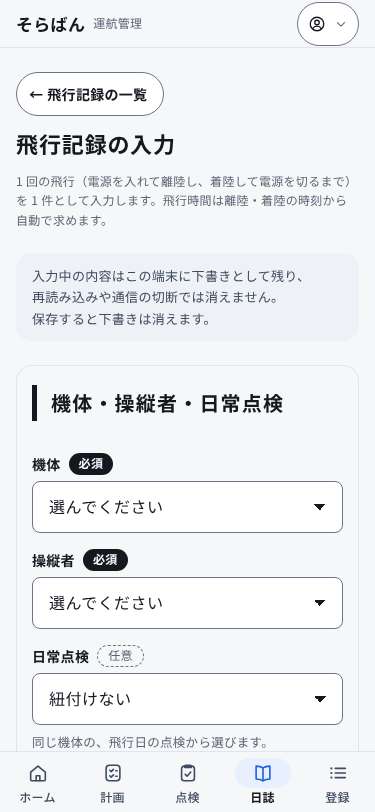 そらばん 運航管理
← 飛行記録の一覧
飛行記録の入力
1 回の飛行（電源を入れて離陸し、着陸して電源を切るまで）
を 1 件として入力します。飛行時間は離陸・着陸の時刻から
自動で求めます。
入力中の内容はこの端末に下書きとして残り、
再読み込みや通信の切断では消えません。
保存すると下書きは消えます。
機体・操縦者・日常点検
機体 必須
選んでください
操縦者 必須
選んでください
日常点検 任意
紐付けない
同じ機体の、飛行日の点検から選びます。
ホーム 計画 点検 日誌 登録